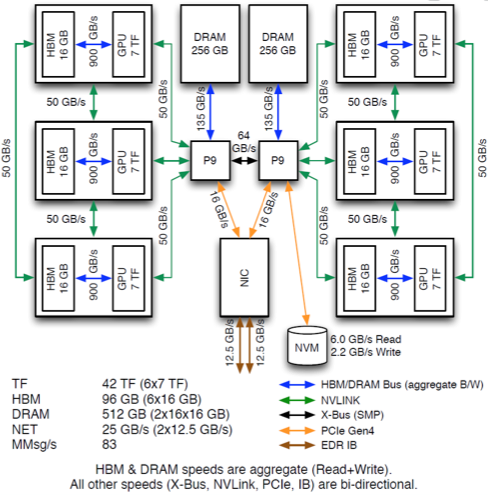 HBM
16 GB
900 GB/s
GPU
7 TF
DRAM
256 GB
DRAM
256 GB
HBM
16 GB
900 GB/s
GPU
7 TF
50 GB/s
50 GB/s
50 GB/s
135 GB/s
135 GB/s
50 GB/s
50 GB/s
50 GB/s
HBM
16 GB
900 GB/s
GPU
7 TF
P9
64
GB/s
P9
HBM
16 GB
900 GB/s
GPU
7 TF
50 GB/s
50 GB/s
16 GB/s
16 GB/s
50 GB/s
50 GB/s
HBM
16 GB
900 GB/s
GPU
7 TF
NIC
HBM
16 GB
900 GB/s
GPU
7 TF
12.5 GB/s
12.5 GB/s
NVM
6.0 GB/s Read
2.2 GB/s Write
TF 42 TF (6x7 TF)
HBM 96 GB (6x16 GB)
DRAM 512 GB (2x16x16 GB)
NET 25 GB/s (2x12.5 GB/s)
MMsg/s 83
HBM/DRAM Bus (aggregate B/W)
NVLINK
X-Bus (SMP)
PCIe Gen4
EDR IB
HBM & DRAM speeds are aggregate (Read+Write).
All other speeds (X-Bus, NVLink, PCIe, IB) are bi-directional.